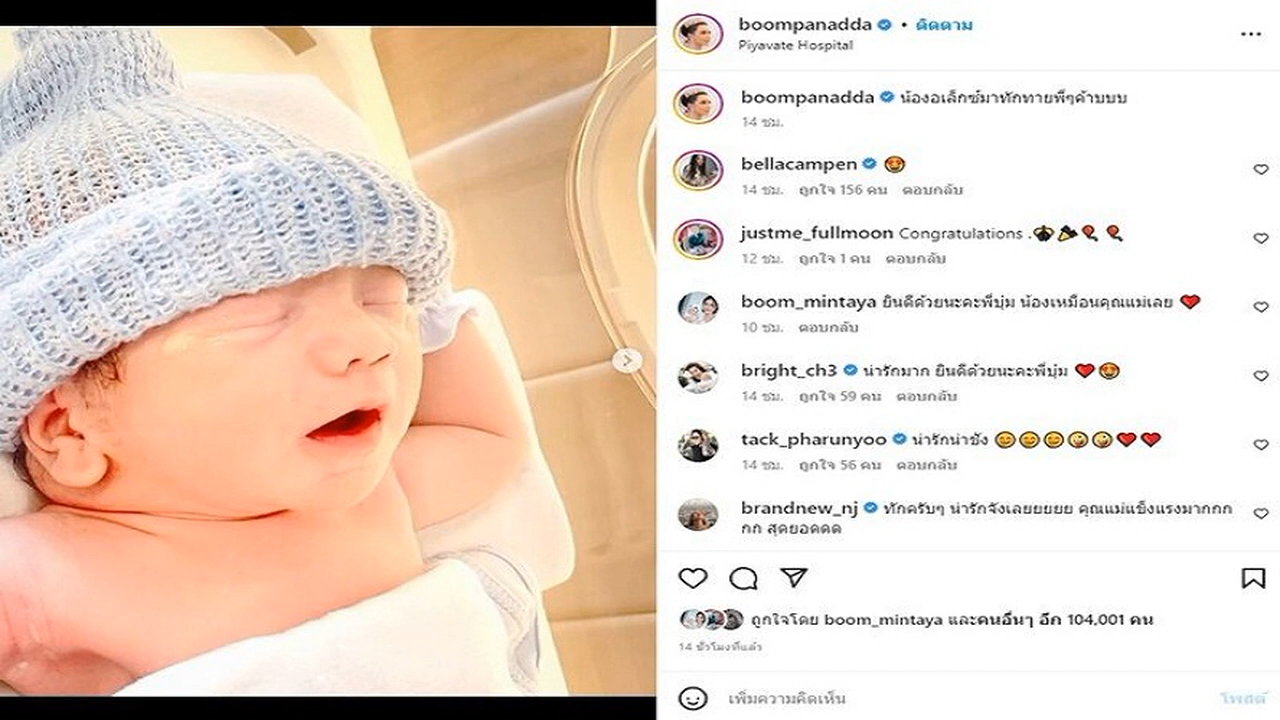 boompanadda • ติดตาม
Piyavate Hospital
boompanadda น้องอเล็กซ์มาทักทายพี่ๆค้าบบบ
14 ชม.
bellacampen 🤩
14 ชม. ถูกใจ 156 คน ตอบกลับ
justme_fullmoon Congratulations .🎊🎉🎈🎈
12 ชม. ถูกใจ 1 คน ตอบกลับ
boom_mintaya ยินดีด้วยนะคะพี่บุ๋ม น้องเหมือนคุณแม่เลย ❤️
10 ชม. ตอบกลับ
bright_ch3 น่ารักมาก ยินดีด้วยนะคะพี่บุ๋ม ❤️🤩
14 ชม. ถูกใจ 59 คน ตอบกลับ
tack_pharunyoo น่ารักน่าชัง 😊😊😊🤪🤪❤️❤️
14 ชม. ถูกใจ 56 คน ตอบกลับ
brandnew_nj ทักครับๆ น่ารักจังเลยยยยย คุณแม่แข็งแรงมากกก
กก สุดยอดดด
ถูกใจโดย boom_mintaya และคนอื่นๆ อีก 104,001 คน
14 ชั่วโมงที่แล้ว
เพิ่มความคิดเห็น โพสต์